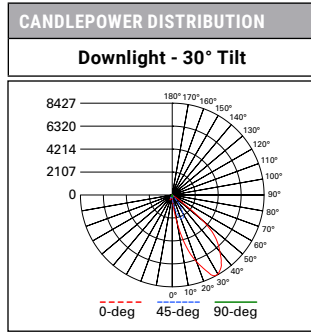 CANDLEPOWER DISTRIBUTION
Downlight - 30° Tilt
8427
6320
4214
2107
0
180° 170° 160° 150° 140° 130° 120° 110° 100° 90° 80° 70° 60° 50° 40° 30° 20° 10° 0°
0-deg 45-deg 90-deg